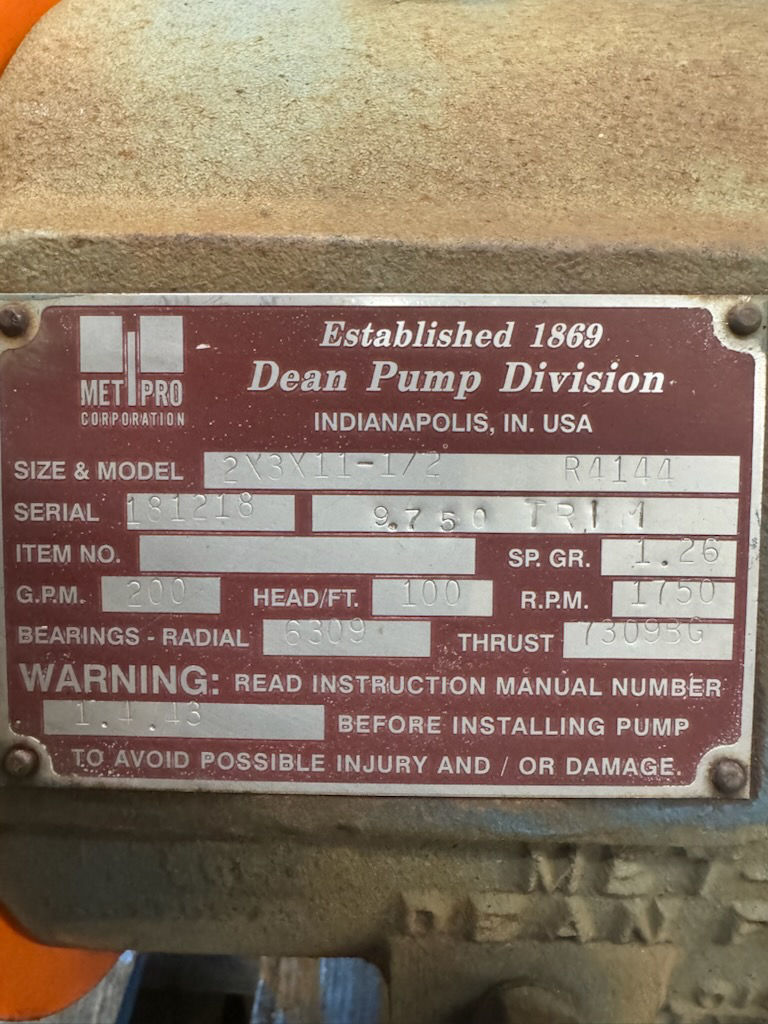 MET PRO
CORPORATION
Established 1869
Dean Pump Division
INDIANAPOLIS, IN. USA
SIZE & MODEL 2X3X11-1/2 R4144
SERIAL 181218 9.750 TRIM
ITEM NO. SP. GR. 1.26
G.P.M. 200 HEAD/FT. 100 R.P.M. 1750
BEARINGS - RADIAL 6309 THRUST 7309BG
WARNING: READ INSTRUCTION MANUAL NUMBER
1.4.43 BEFORE INSTALLING PUMP
TO AVOID POSSIBLE INJURY AND / OR DAMAGE.
DEAN